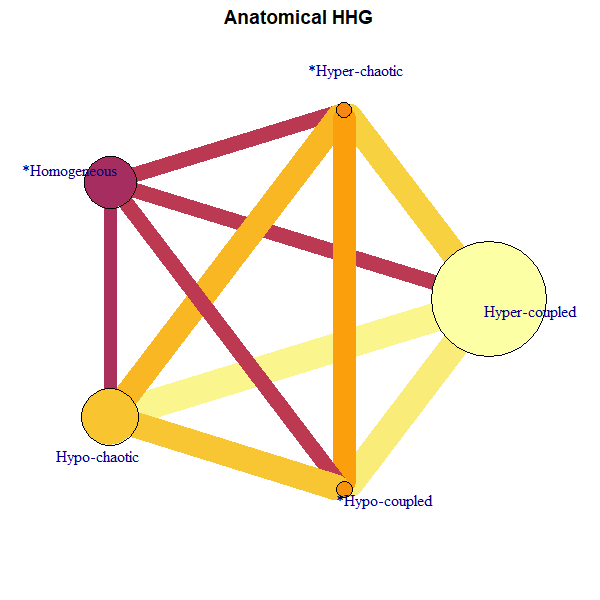 Anatomical HHG
*Hyper-chaotic
*Homogeneous
Hyper-coupled
Hypo-chaotic
*Hypo-coupled